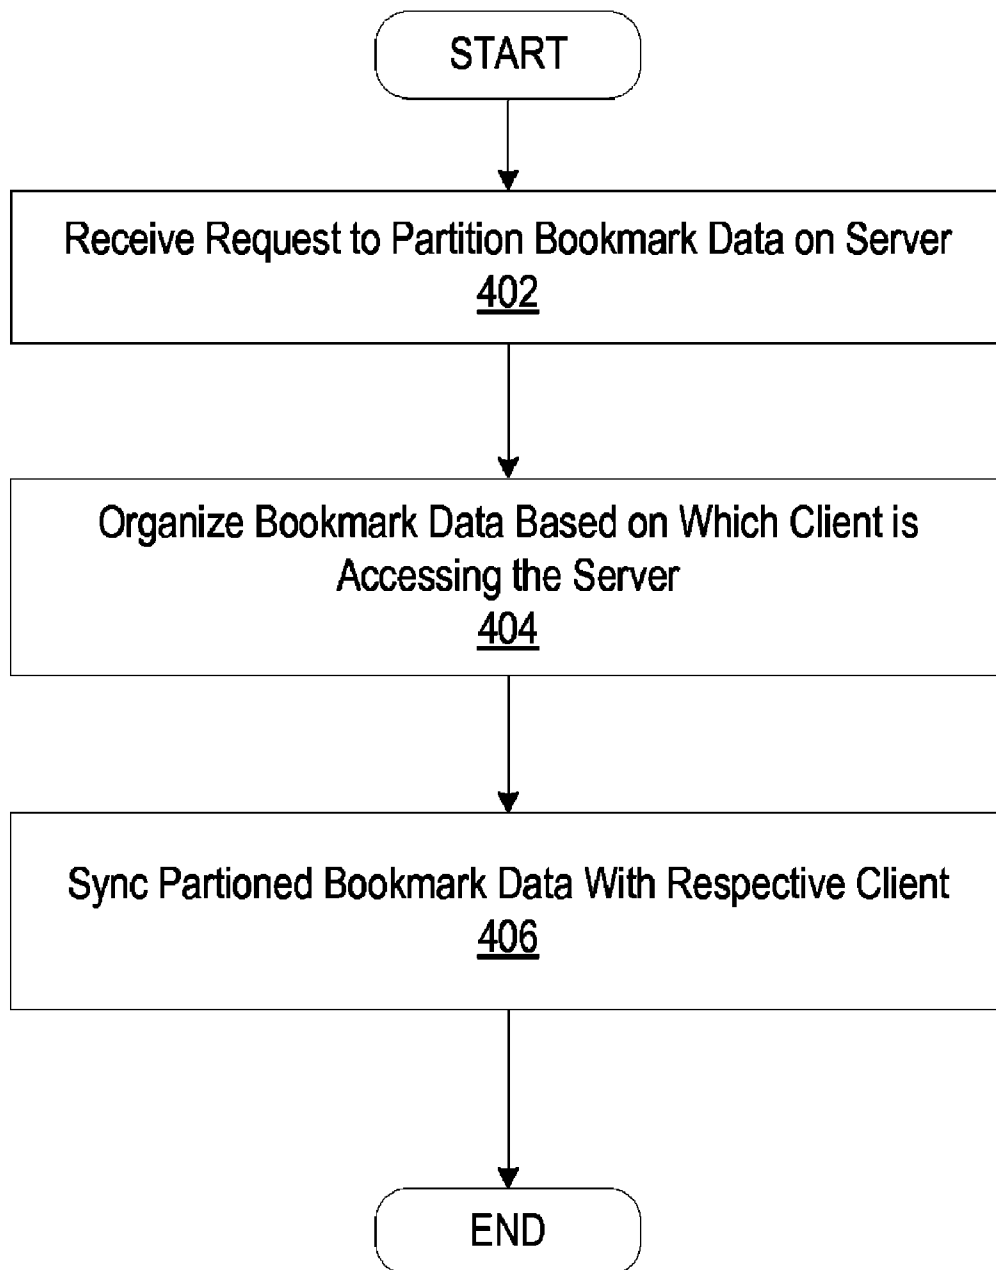 START
Receive Request to Partition Bookmark Data on Server
402
Organize Bookmark Data Based on Which Client is
Accessing the Server
404
Sync Partioned Bookmark Data With Respective Client
406
END